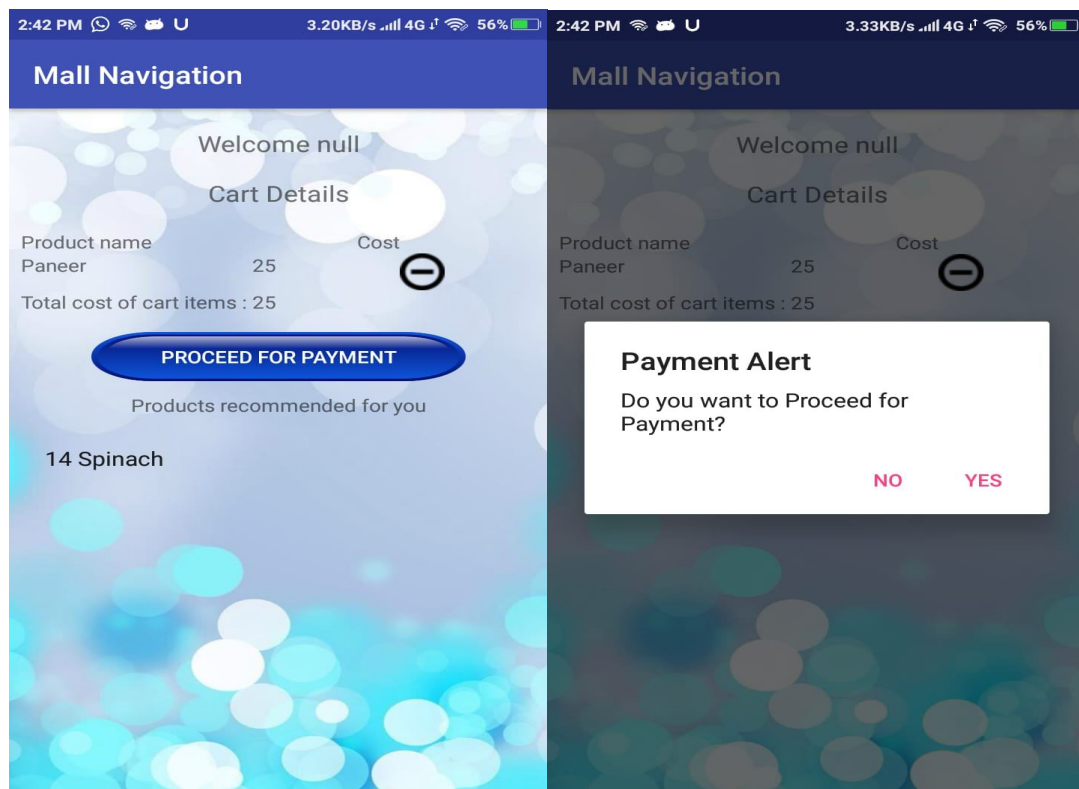 2:42 PM U 3.20KB/s 4G 56%
Mall Navigation
Welcome null
Cart Details
Product name Cost
Paneer 25
Total cost of cart items : 25
PROCEED FOR PAYMENT
Products recommended for you
14 Spinach
2:42 PM U 3.33KB/s 4G 56%
Mall Navigation
Welcome null
Cart Details
Product name Cost
Paneer 25
Total cost of cart items : 25
Payment Alert
Do you want to Proceed for
Payment?
NO YES